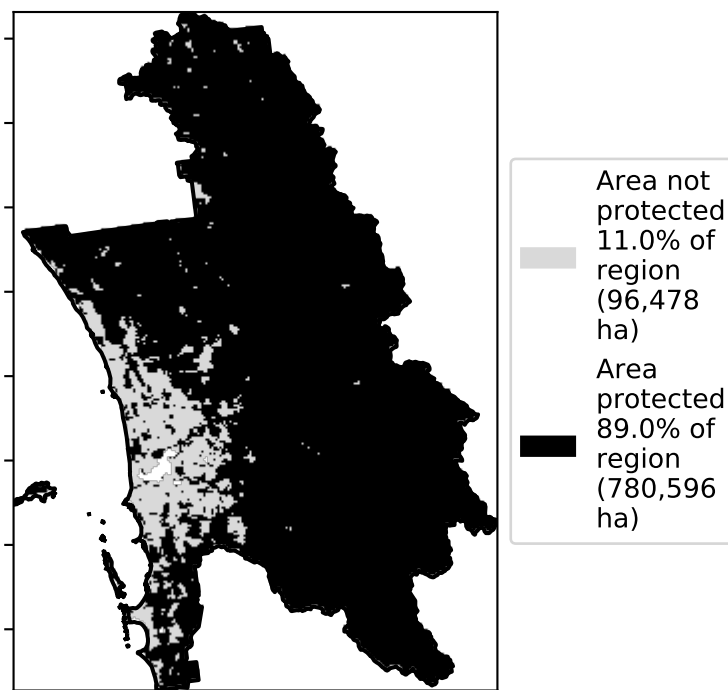 Area not
protected
11.0% of
region
(96,478
ha)
Area
protected
89.0% of
region
(780,596
ha)